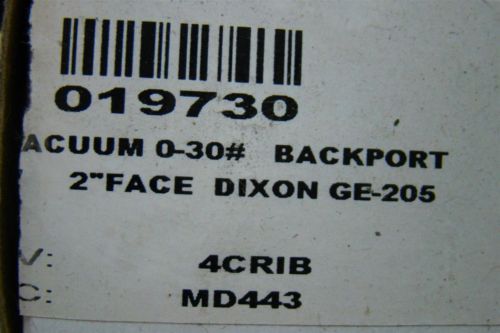 019730
ACUUM 0-30# BACKPORT
2"FACE DIXON GE-205
V: 4CRIB
C: MD443